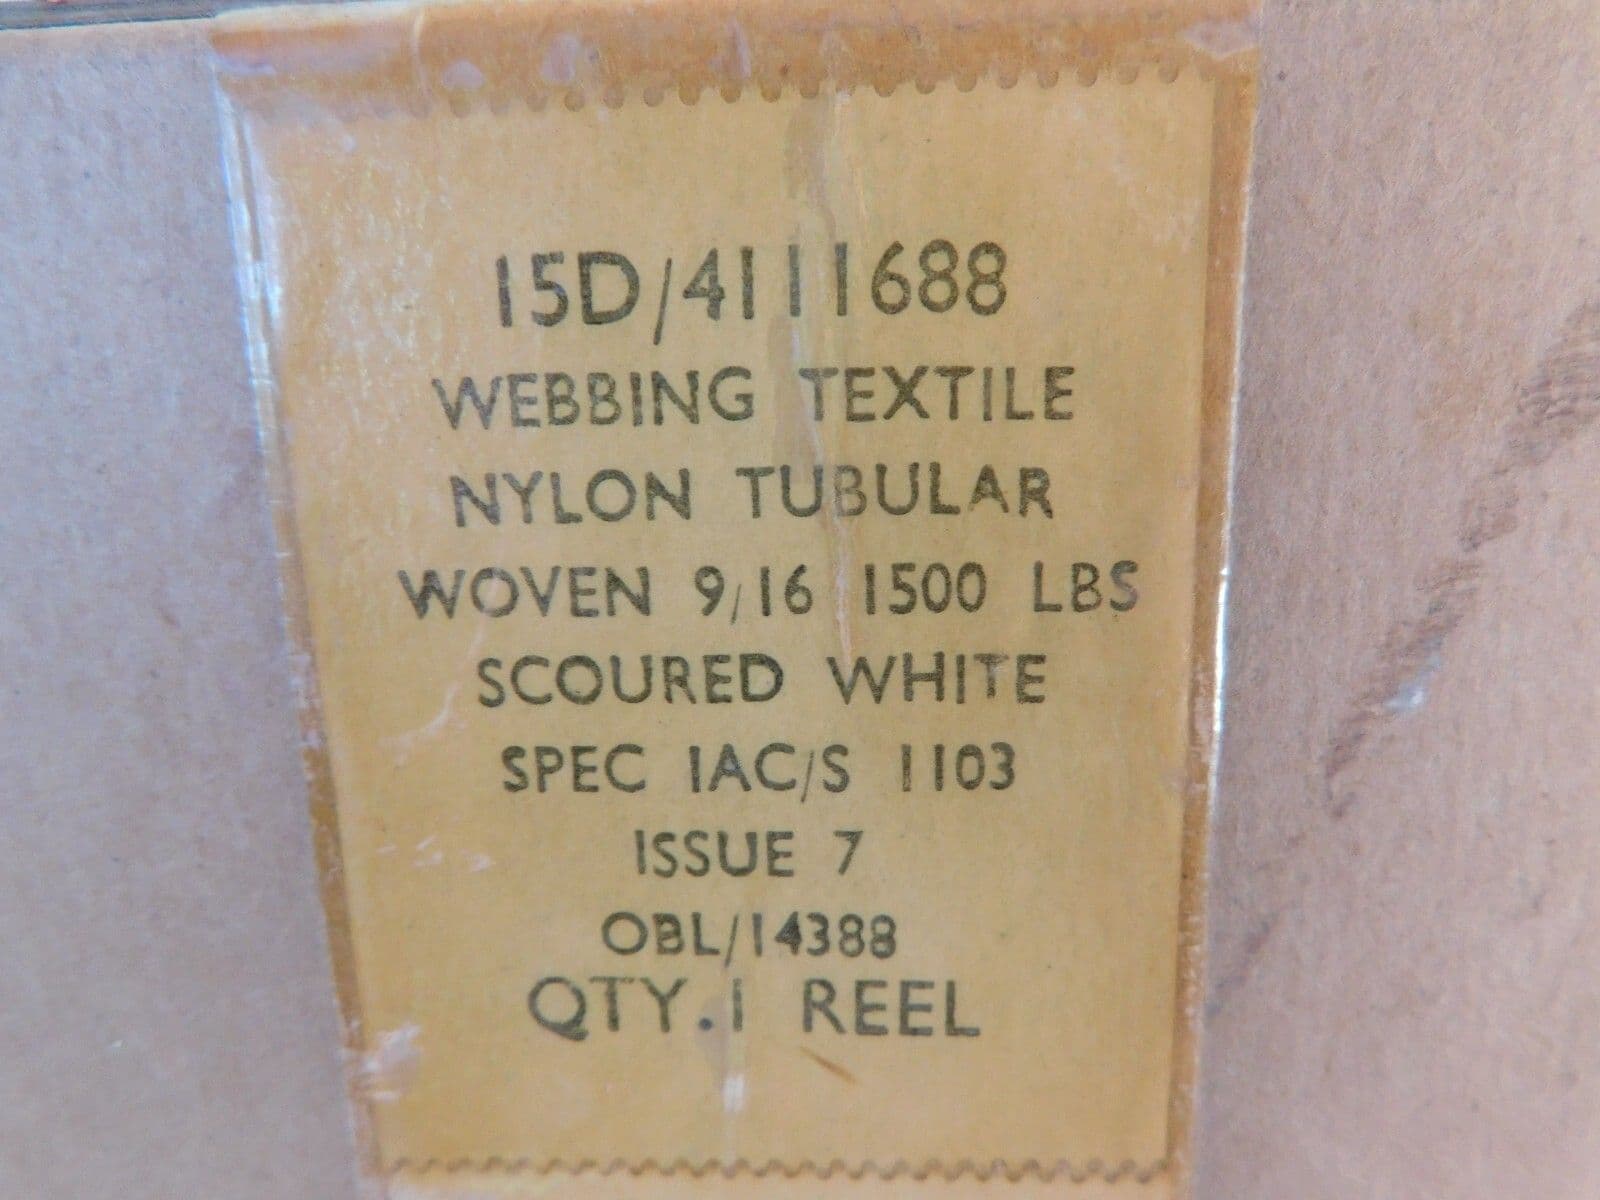 15D/4111688
WEBBING TEXTILE
NYLON TUBULAR
WOVEN 9/16 1500 LBS
SCOURED WHITE
SPEC IAC/S 1103
ISSUE 7
OBL/14388
QTY. 1 REEL